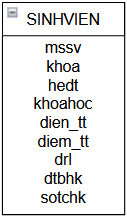 SINHVIEN
mssv
khoa
hedt
khoahoc
dien_tt
diem_tt
drl
dtbhk
sotchk